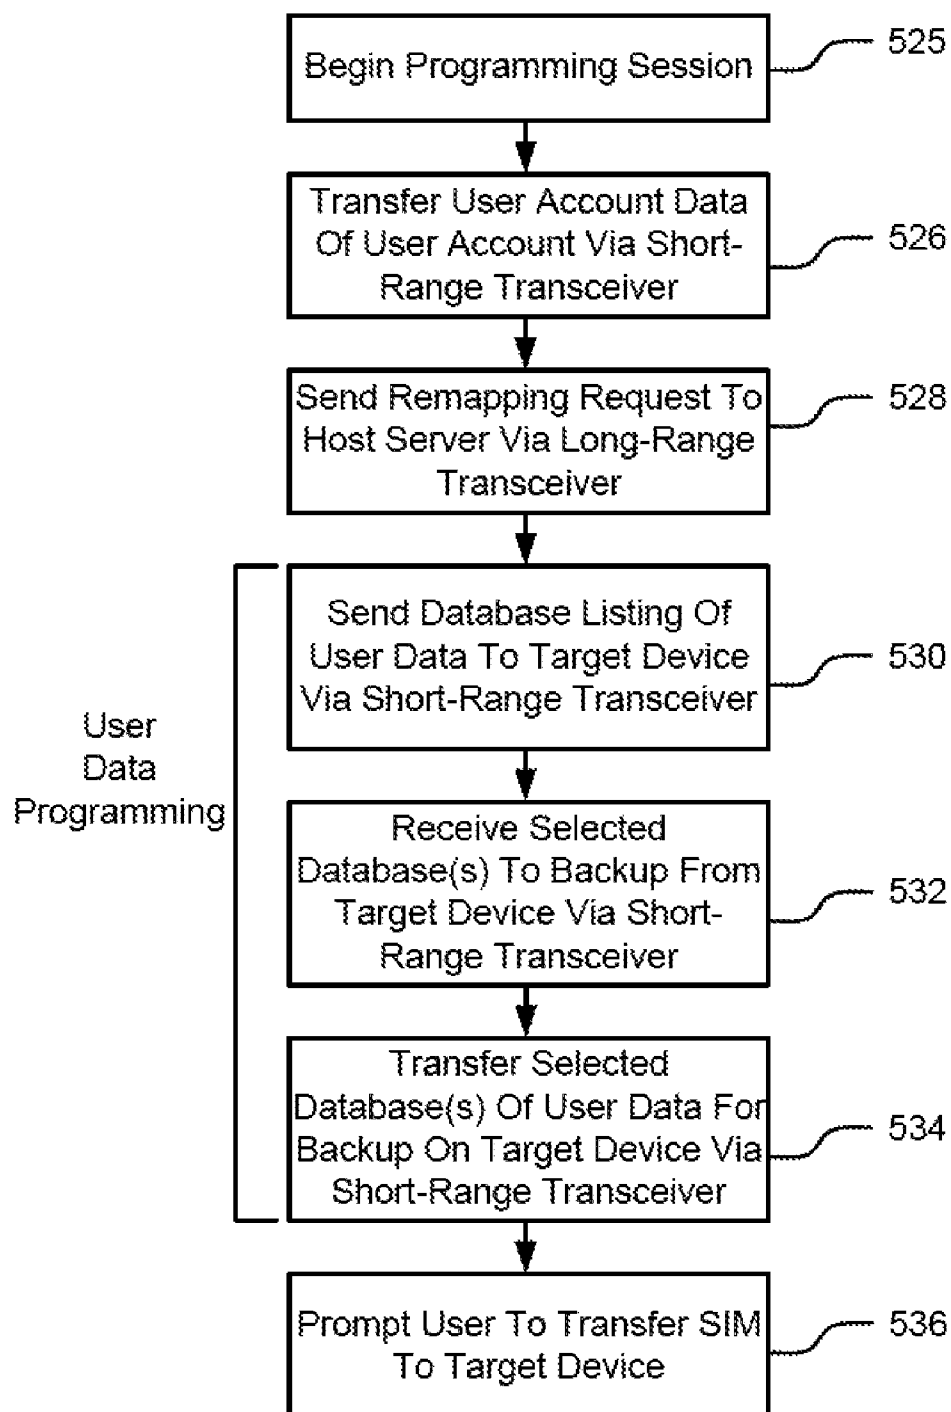 Begin Programming Session
525
Transfer User Account Data
Of User Account Via Short-
Range Transceiver
526
Send Remapping Request To
Host Server Via Long-Range
Transceiver
528
User
Data
Programming
Send Database Listing Of
User Data To Target Device
Via Short-Range Transceiver
530
Receive Selected
Database(s) To Backup From
Target Device Via Short-
Range Transceiver
532
Transfer Selected
Database(s) Of User Data For
Backup On Target Device Via
Short-Range Transceiver
534
Prompt User To Transfer SIM
To Target Device
536